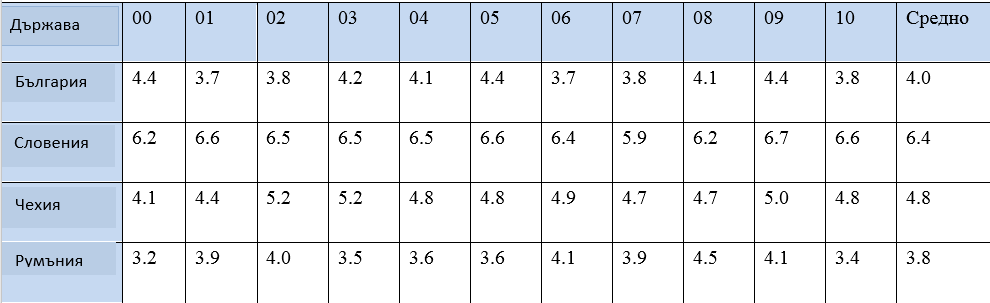 Държава 00 01 02 03 04 05 06 07 08 09 10 Средно
България 4.4 3.7 3.8 4.2 4.1 4.4 3.7 3.8 4.1 4.4 3.8 4.0
Словения 6.2 6.6 6.5 6.5 6.5 6.6 6.4 5.9 6.2 6.7 6.6 6.4
Чехия 4.1 4.4 5.2 5.2 4.8 4.8 4.9 4.7 4.7 5.0 4.8 4.8
Румъния 3.2 3.9 4.0 3.5 3.6 3.6 4.1 3.9 4.5 4.1 3.4 3.8